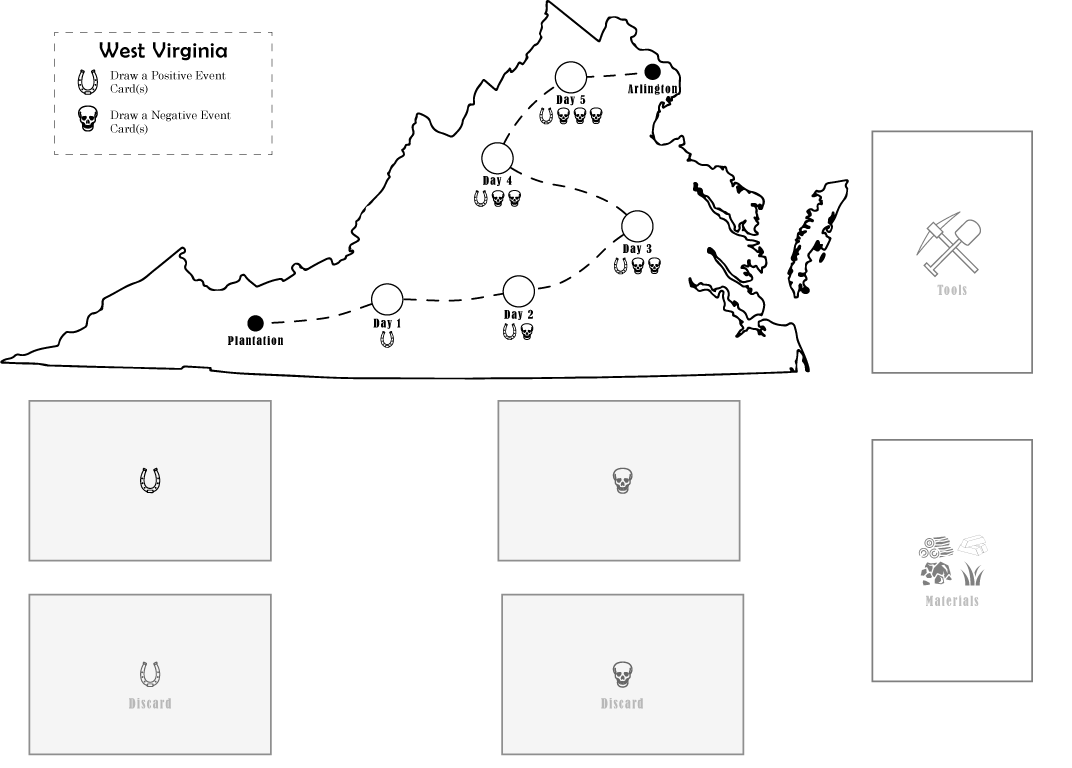 West Virginia
Draw a Positive Event
Card(s)
Draw a Negative Event
Card(s)
Arlington
Day 5
Day 4
Day 3
Day 2
Day 1
Plantation
Tools
Materials
Discard
Discard